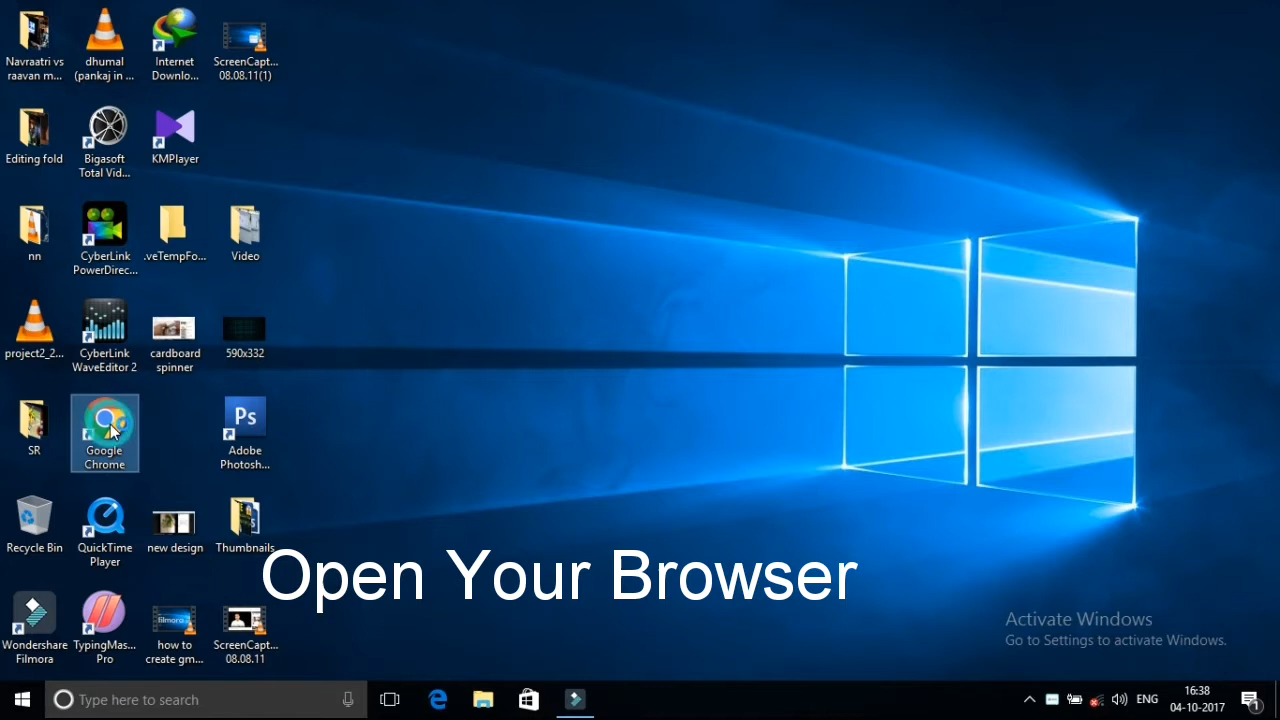 Navraatri vs
raavan m...
dhumal
(pankaj in ...
Internet
Downlo...
ScreenCapt...
08.08.11(1)
Editing fold
Bigasoft
Total Vid...
KMPlayer
nn
CyberLink
PowerDirec...
.veTempFo...
Video
project2_2...
CyberLink
WaveEditor 2
cardboard
spinner
590x332
SR
Google
Chrome
Ps
Adobe
Photosh...
Recycle Bin
QuickTime
Player
new design
Thumbnails
Open Your Browser
Wondershare
Filmora
TypingMas...
Pro
filmora
how to
create gm...
ScreenCapt...
08.08.11
Activate Windows
Go to Settings to activate Windows.
Type here to search
ENG
16:38
04-10-2017
1